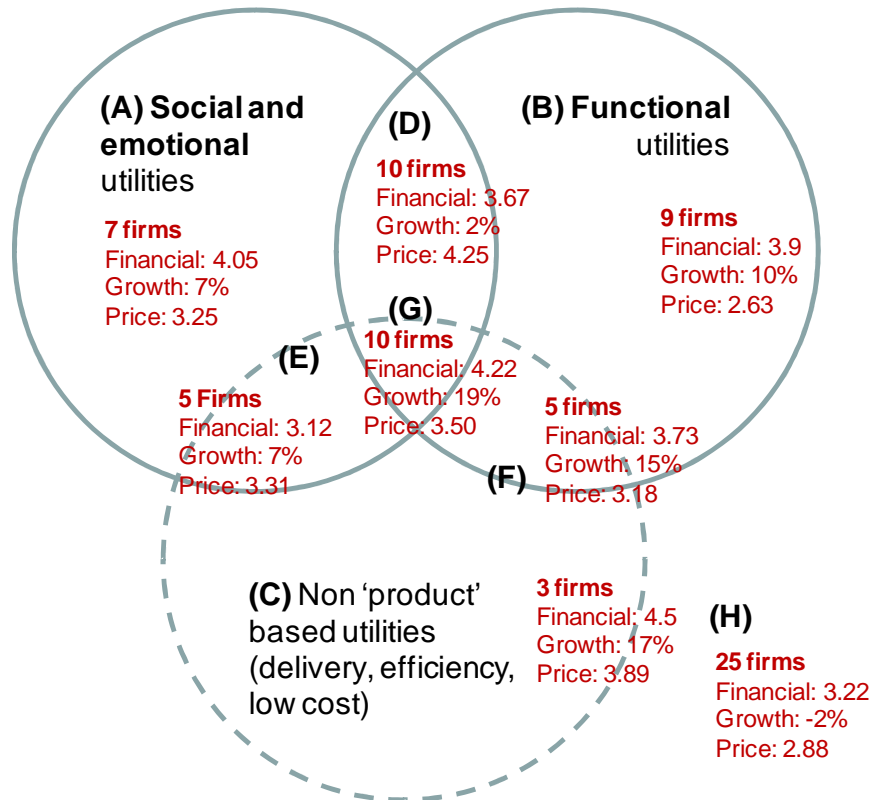 (A) Social and
emotional
utilities
7 firms
Financial: 4.05
Growth: 7%
Price: 3.25
(D)
10 firms
Financial: 3.67
Growth: 2%
Price: 4.25
(B) Functional
utilities
9 firms
Financial: 3.9
Growth: 10%
Price: 2.63
(G)
10 firms
Financial: 4.22
Growth: 19%
Price: 3.50
(E)
5 Firms
Financial: 3.12
Growth: 7%
Price: 3.31
5 firms
Financial: 3.73
Growth: 15%
Price: 3.18
(F)
(C) Non 'product'
based utilities
(delivery, efficiency,
low cost)
3 firms
Financial: 4.5
Growth: 17%
Price: 3.89
(H)
25 firms
Financial: 3.22
Growth: -2%
Price: 2.88